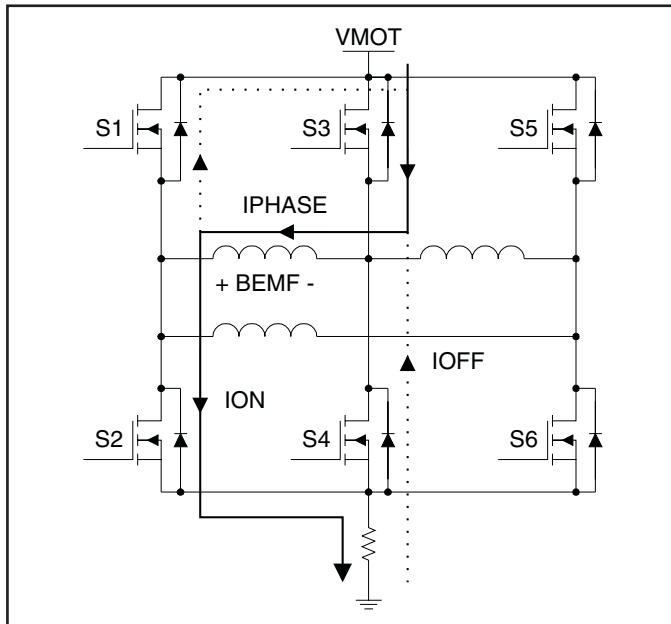 VMOT
S1
S3
S5
IPHASE
+ BEMF -
IOFF
ION
S2
S4
S6